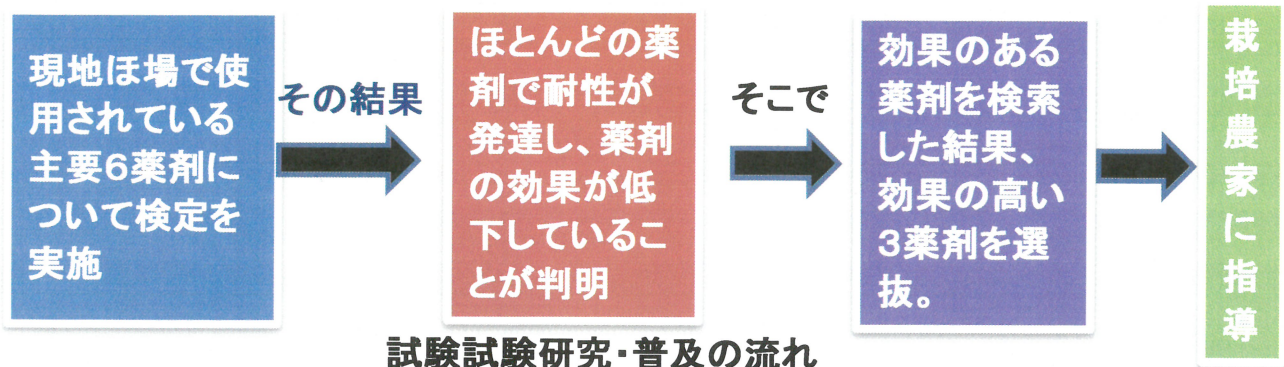 現地ほ場で使
用されている
主要6薬剤に
ついて検定を
実施
その結果
ほとんどの薬
剤で耐性が
発達し、薬剤
の効果が低
下しているこ
とが判明
そこで
効果のある
薬剤を検索
した結果、
効果の高い
3薬剤を選
抜。
栽培農家に指導
試験試験研究・普及の流れ